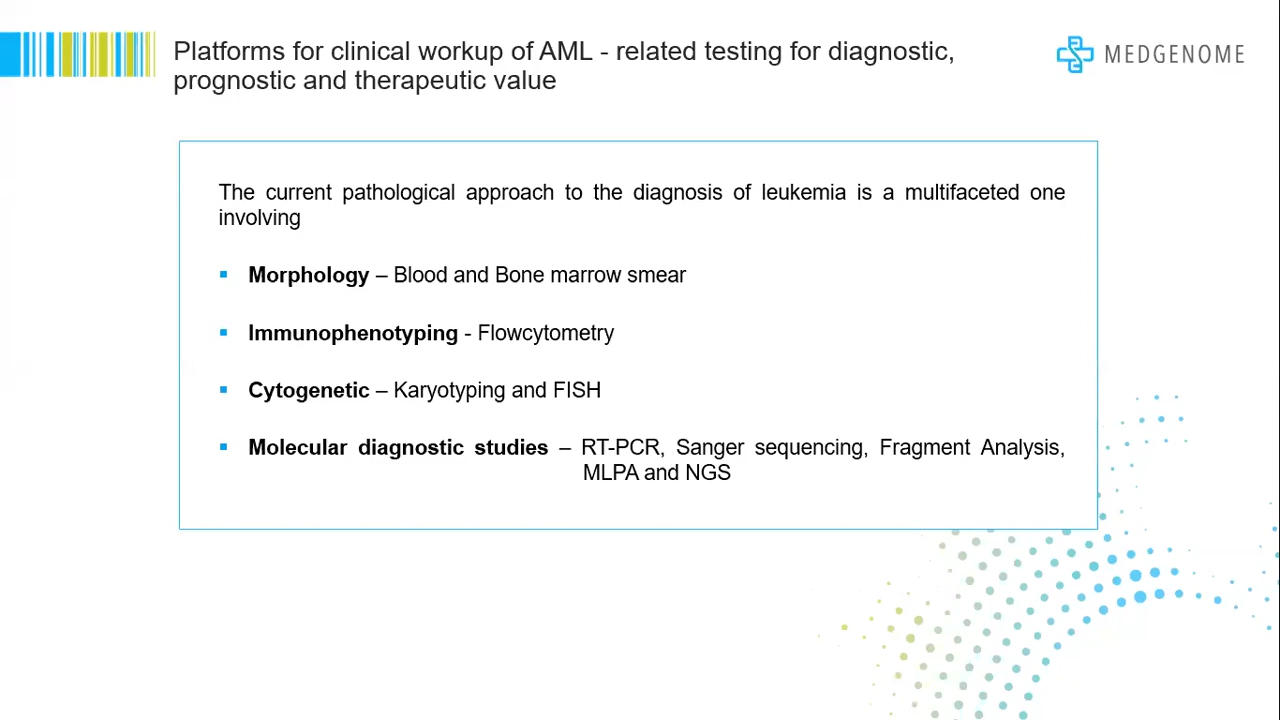 Platforms for clinical workup of AML - related testing for diagnostic,
prognostic and therapeutic value
MEDGENOME
The current pathological approach to the diagnosis of leukemia is a multifaceted one
involving
▪ Morphology – Blood and Bone marrow smear
▪ Immunophenotyping - Flowcytometry
▪ Cytogenetic – Karyotyping and FISH
▪ Molecular diagnostic studies – RT-PCR, Sanger sequencing, Fragment Analysis,
MLPA and NGS